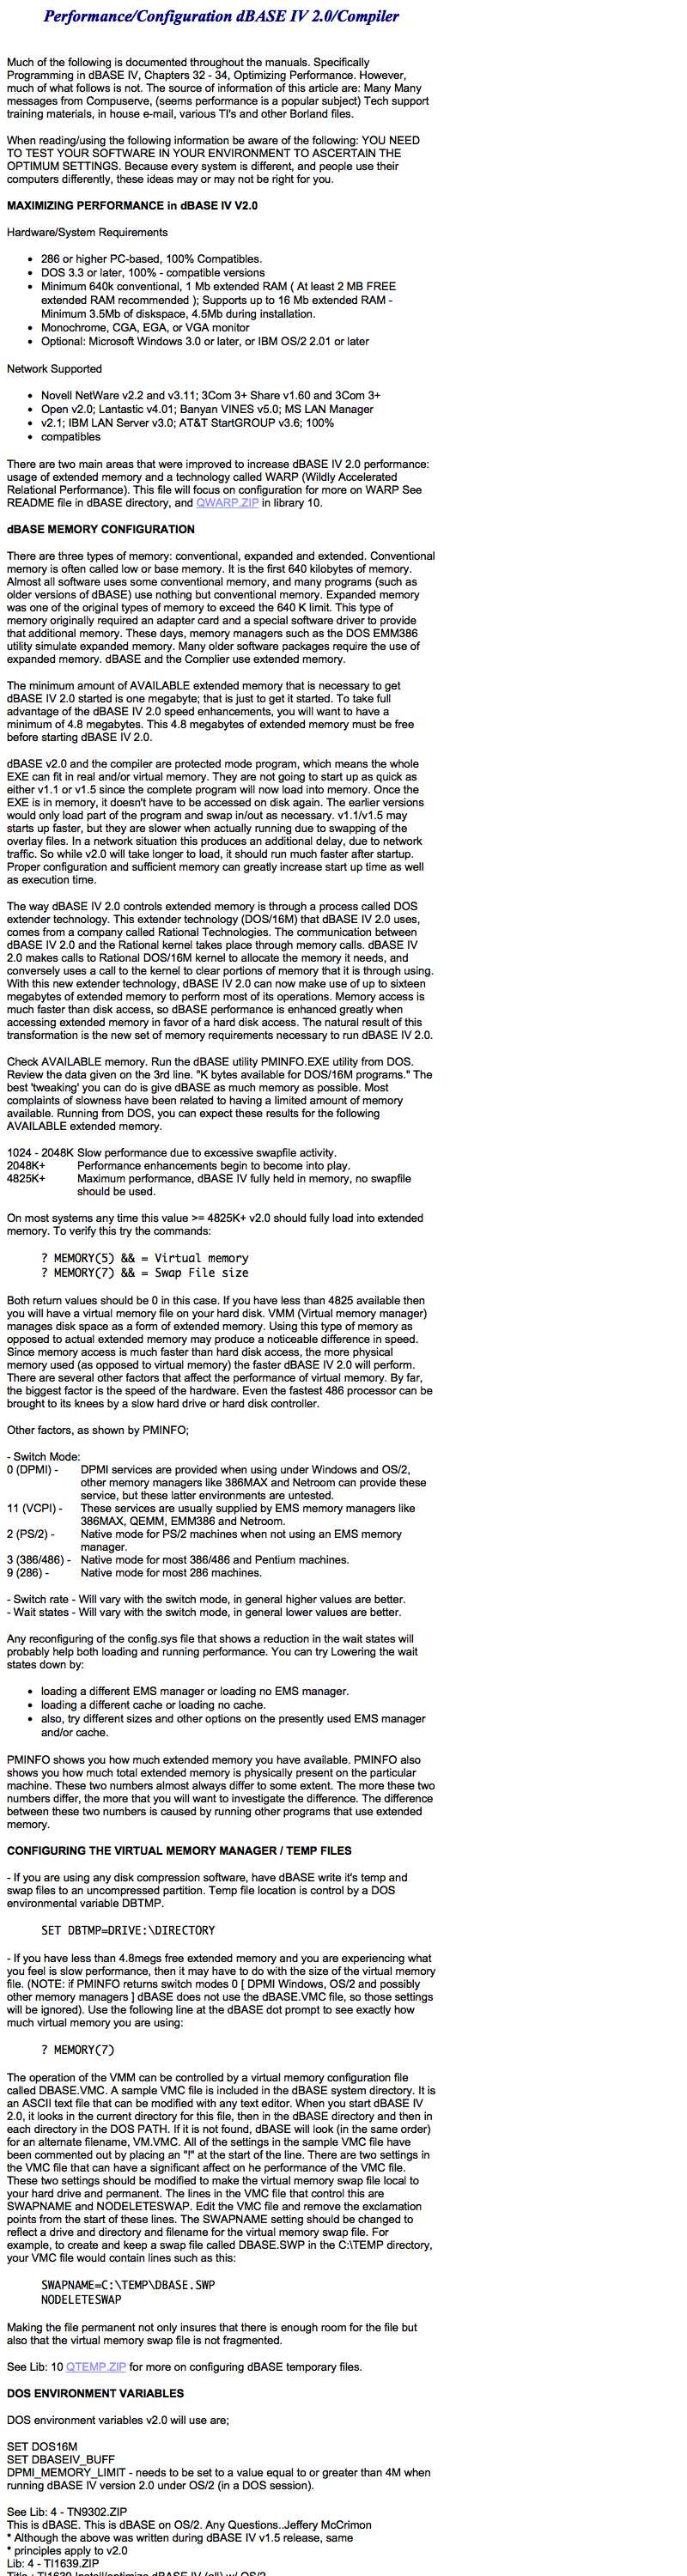 Performance/Configuration dBASE IV 2.0/Compiler
Much of the following is documented throughout the manuals. Specifically
Programming in dBASE IV, Chapters 32 - 34, Optimizing Performance. However,
much of what follows is not. The source of information of this article are: Many Many
messages from Compuserve, (seems performance is a popular subject) Tech support
training materials, in house e-mail, various TI's and other Borland files.
When reading/using the following information be aware of the following: YOU NEED
TO TEST YOUR SOFTWARE IN YOUR ENVIRONMENT TO ASCERTAIN THE
OPTIMUM SETTINGS. Because every system is different, and people use their
computers differently, these ideas may or may not be right for you.
MAXIMIZING PERFORMANCE in dBASE IV V2.0
Hardware/System Requirements
• 286 or higher PC-based, 100% Compatibles.
• DOS 3.3 or later, 100% - compatible versions
• Minimum 640k conventional, 1 Mb extended RAM ( At least 2 MB FREE
extended RAM recommended ); Supports up to 16 Mb extended RAM -
Minimum 3.5Mb of diskspace, 4.5Mb during installation.
• Monochrome, CGA, EGA, or VGA monitor
• Optional: Microsoft Windows 3.0 or later, or IBM OS/2 2.01 or later
Network Supported
• Novell NetWare v2.2 and v3.11; 3Com 3+ Share v1.60 and 3Com 3+
• Open v2.0; Lantastic v4.01; Banyan VINES v5.0; MS LAN Manager
• v2.1; IBM LAN Server v3.0; AT&T StartGROUP v3.6; 100%
• compatibles
There are two main areas that were improved to increase dBASE IV 2.0 performance:
usage of extended memory and a technology called WARP (Wildly Accelerated
Relational Performance). This file will focus on configuration for more on WARP See
README file in dBASE directory, and QWARP.ZIP in library 10.
dBASE MEMORY CONFIGURATION
There are three types of memory: conventional, expanded and extended. Conventional
memory is often called low or base memory. It is the first 640 kilobytes of memory.
Almost all software uses some conventional memory, and many programs (such as
older versions of dBASE) use nothing but conventional memory. Expanded memory
was one of the original types of memory to exceed the 640 K limit. This type of
memory originally required an adapter card and a special software driver to provide
that additional memory. These days, memory managers such as the DOS EMM386
utility simulate expanded memory. Many older software packages require the use of
expanded memory. dBASE and the Complier use extended memory.
The minimum amount of AVAILABLE extended memory that is necessary to get
dBASE IV 2.0 started is one megabyte; that is just to get it started. To take full
advantage of the dBASE IV 2.0 speed enhancements, you will want to have a
minimum of 4.8 megabytes. This 4.8 megabytes of extended memory must be free
before starting dBASE IV 2.0.
dBASE v2.0 and the compiler are protected mode program, which means the whole
EXE can fit in real and/or virtual memory. They are not going to start up as quick as
either v1.1 or v1.5 since the complete program will now load into memory. Once the
EXE is in memory, it doesn't have to be accessed on disk again. The earlier versions
would only load part of the program and swap in/out as necessary. v1.1/v1.5 may
starts up faster, but they are slower when actually running due to swapping of the
overlay files. In a network situation this produces an additional delay, due to network
traffic. So while v2.0 will take longer to load, it should run much faster after startup.
Proper configuration and sufficient memory can greatly increase start up time as well
as execution time.
The way dBASE IV 2.0 controls extended memory is through a process called DOS
extender technology. This extender technology (DOS/16M) that dBASE IV 2.0 uses,
comes from a company called Rational Technologies. The communication between
dBASE IV 2.0 and the Rational kernel takes place through memory calls. dBASE IV
2.0 makes calls to Rational DOS/16M kernel to allocate the memory it needs, and
conversely uses a call to the kernel to clear portions of memory that it is through using.
With this new extender technology, dBASE IV 2.0 can now make use of up to sixteen
megabytes of extended memory to perform most of its operations. Memory access is
much faster than disk access, so dBASE performance is enhanced greatly when
accessing extended memory in favor of a hard disk access. The natural result of this
transformation is the new set of memory requirements necessary to run dBASE IV 2.0.
Check AVAILABLE memory. Run the dBASE utility PMINFO.EXE utility from DOS.
Review the data given on the 3rd line. "K bytes available for DOS/16M programs." The
best 'tweaking' you can do is give dBASE as much memory as possible. Most
complaints of slowness have been related to having a limited amount of memory
available. Running from DOS, you can expect these results for the following
AVAILABLE extended memory.
1024 - 2048K Slow performance due to excessive swapfile activity.
2048K+ Performance enhancements begin to become into play.
4825K+ Maximum performance, dBASE IV fully held in memory, no swapfile
should be used.
On most systems any time this value >= 4825K+ v2.0 should fully load into extended
memory. To verify this try the commands:
? MEMORY(5) && = Virtual memory
? MEMORY(7) && = Swap File size
Both return values should be 0 in this case. If you have less than 4825 available then
you will have a virtual memory file on your hard disk. VMM (Virtual memory manager)
manages disk space as a form of extended memory. Using this type of memory as
opposed to actual extended memory may produce a noticeable difference in speed.
Since memory access is much faster than hard disk access, the more physical
memory used (as opposed to virtual memory) the faster dBASE IV 2.0 will perform.
There are several other factors that affect the performance of virtual memory. By far,
the biggest factor is the speed of the hardware. Even the fastest 486 processor can be
brought to its knees by a slow hard drive or hard disk controller.
Other factors, as shown by PMINFO;
- Switch Mode:
0 (DPMI) - DPMI services are provided when using under Windows and OS/2,
other memory managers like 386MAX and Netroom can provide these
service, but these latter environments are untested.
11 (VCPI) - These services are usually supplied by EMS memory managers like
386MAX, QEMM, EMM386 and Netroom.
2 (PS/2) - Native mode for PS/2 machines when not using an EMS memory
manager.
3 (386/486) - Native mode for most 386/486 and Pentium machines.
9 (286) - Native mode for most 286 machines.
- Switch rate - Will vary with the switch mode, in general higher values are better.
- Wait states - Will vary with the switch mode, in general lower values are better.
Any reconfiguring of the config.sys file that shows a reduction in the wait states will
probably help both loading and running performance. You can try Lowering the wait
states down by:
• loading a different EMS manager or loading no EMS manager.
• loading a different cache or loading no cache.
• also, try different sizes and other options on the presently used EMS manager
and/or cache.
PMINFO shows you how much extended memory you have available. PMINFO also
shows you how much total extended memory is physically present on the particular
machine. These two numbers almost always differ to some extent. The more these two
numbers differ, the more that you will want to investigate the difference. The difference
between these two numbers is caused by running other programs that use extended
memory.
CONFIGURING THE VIRTUAL MEMORY MANAGER / TEMP FILES
- If you are using any disk compression software, have dBASE write it's temp and
swap files to an uncompressed partition. Temp file location is control by a DOS
environmental variable DBTMP.
SET DBTMP=DRIVE:\DIRECTORY
- If you have less than 4.8megs free extended memory and you are experiencing what
you feel is slow performance, then it may have to do with the size of the virtual memory
file. (NOTE: if PMINFO returns switch modes 0 [ DPMI Windows, OS/2 and possibly
other memory managers ] dBASE does not use the dBASE.VMC file, so those settings
will be ignored). Use the following line at the dBASE dot prompt to see exactly how
much virtual memory you are using:
? MEMORY(7)
The operation of the VMM can be controlled by a virtual memory configuration file
called DBASE.VMC. A sample VMC file is included in the dBASE system directory. It is
an ASCII text file that can be modified with any text editor. When you start dBASE IV
2.0, it looks in the current directory for this file, then in the dBASE directory and then in
each directory in the DOS PATH. If it is not found, dBASE will look (in the same order)
for an alternate filename, VM.VMC. All of the settings in the sample VMC file have
been commented out by placing an "!" at the start of the line. There are two settings in
the VMC file that can have a significant affect on he performance of the VMC file.
These two settings should be modified to make the virtual memory swap file local to
your hard drive and permanent. The lines in the VMC file that control this are
SWAPNAME and NODELETESWAP. Edit the VMC file and remove the exclamation
points from the start of these lines. The SWAPNAME setting should be changed to
reflect a drive and directory and filename for the virtual memory swap file. For
example, to create and keep a swap file called DBASE.SWP in the C:\TEMP directory,
your VMC file would contain lines such as this:
SWAPNAME=C:\TEMP\DBASE.SWP
NODELETESWAP
Making the file permanent not only insures that there is enough room for the file but
also that the virtual memory swap file is not fragmented.
See Lib: 10 QTEMP.ZIP for more on configuring dBASE temporary files.
DOS ENVIRONMENT VARIABLES
DOS environment variables v2.0 will use are;
SET DOS16M
SET DBASEIV_BUFF
DPMI_MEMORY_LIMIT - needs to be set to a value equal to or greater than 4M when
running dBASE IV version 2.0 under OS/2 (in a DOS session).
See Lib: 4 - TN9302.ZIP
This is dBASE. This is dBASE on OS/2. Any Questions..Jeffery McCrimon
* Although the above was written during dBASE IV v1.5 release, same
* principles apply to v2.0
Lib: 4 - TI1639.ZIP
Title : TI1639 Install/optimize dBASE IV (all) w/ OS/2